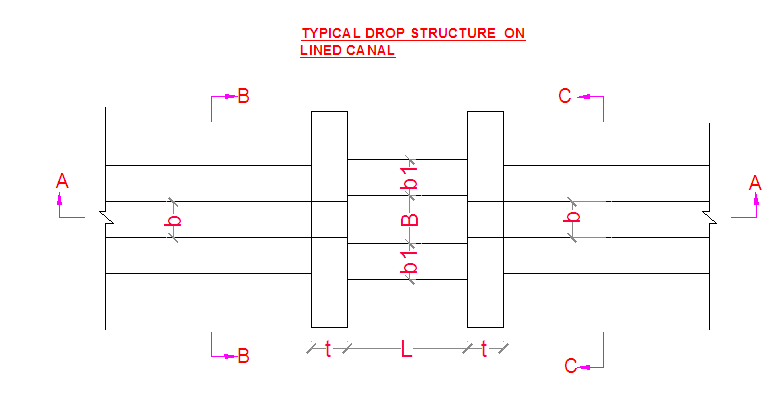 TYPICAL DROP STRUCTURE ON
LINED CANAL
B
C
A
A
b1
b
B
b
b1
B
t
L
t
C